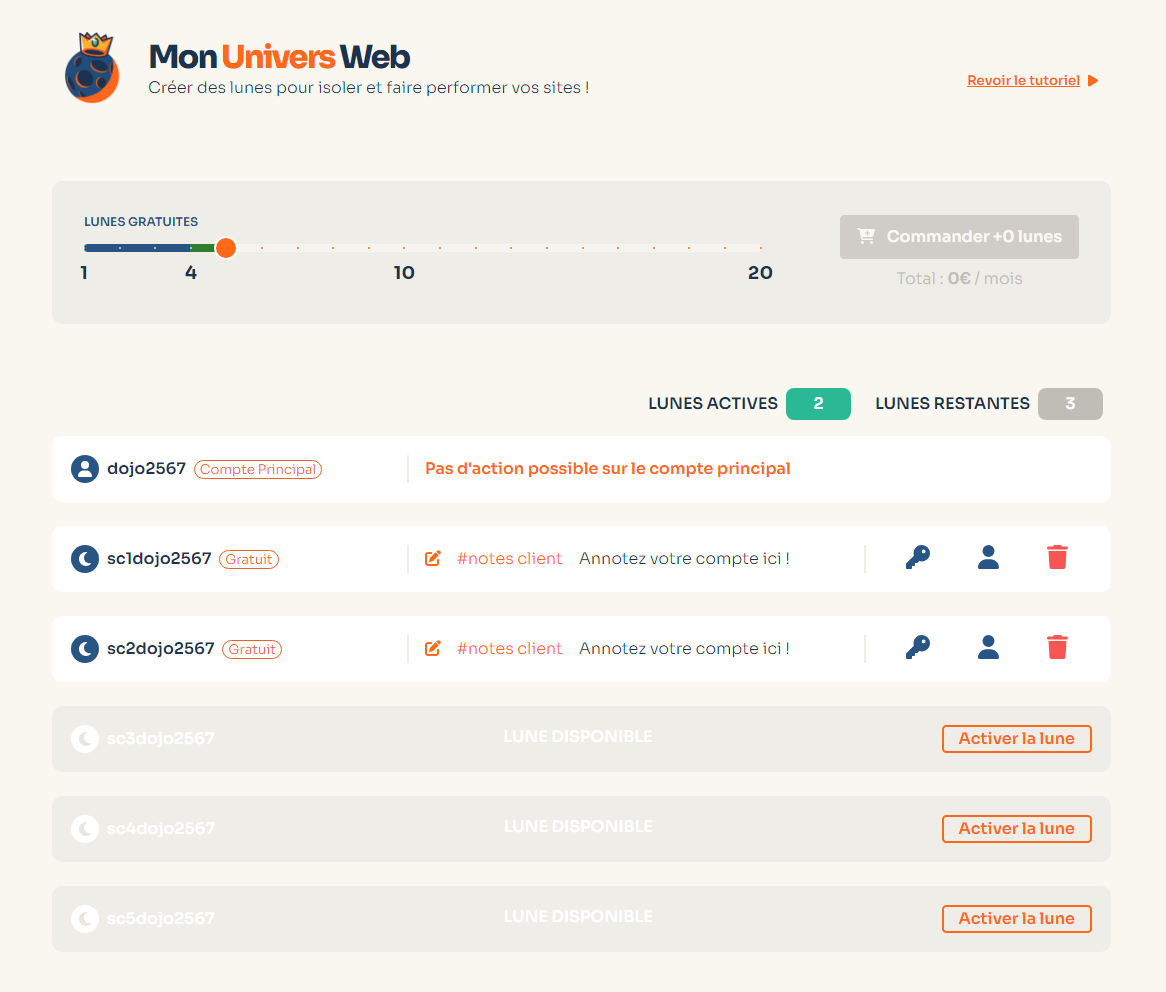 Mon Univers Web
Créer des lunes pour isoler et faire performer vos sites !
Revoir le tutoriel
LUNES GRATUITES
1 4 10 20
Commander +0 lunes
Total : 0€ / mois
LUNES ACTIVES 2 LUNES RESTANTES 3
dojo2567 Compte Principal Pas d'action possible sur le compte principal
sc1dojo2567 Gratuit #notes client Annotez votre compte ici !
sc2dojo2567 Gratuit #notes client Annotez votre compte ici !
sc3dojo2567 LUNE DISPONIBLE Activer la lune
sc4dojo2567 LUNE DISPONIBLE Activer la lune
sc5dojo2567 LUNE DISPONIBLE Activer la lune